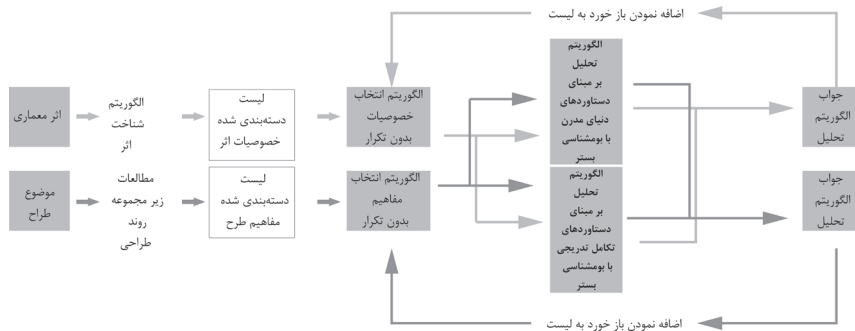 اضافه نمودن باز خورد به لیست
اثر معماری
الگوریتم
شناخت
اثر
لیست
دسته‌بندی شده
خصوصیات اثر
الگوریتم انتخاب
خصوصیات
بدون تکرار
الگوریتم
تحلیل
بر مبنای
دستاوردهای
دنیای مدرن
با بومشناسی
بستر
جواب
الگوریتم
تحلیل
موضوع
طراح
مطالعات
زیر مجموعه
روند
طراحی
لیست
دسته‌بندی شده
مفاهیم طرح
الگوریتم انتخاب
مفاهیم
بدون تکرار
الگوریتم
تحلیل
بر مبنای
دستاوردهای
تکامل تدریجی
با بومشناسی
بستر
جواب
الگوریتم
تحلیل
اضافه نمودن باز خورد به لیست